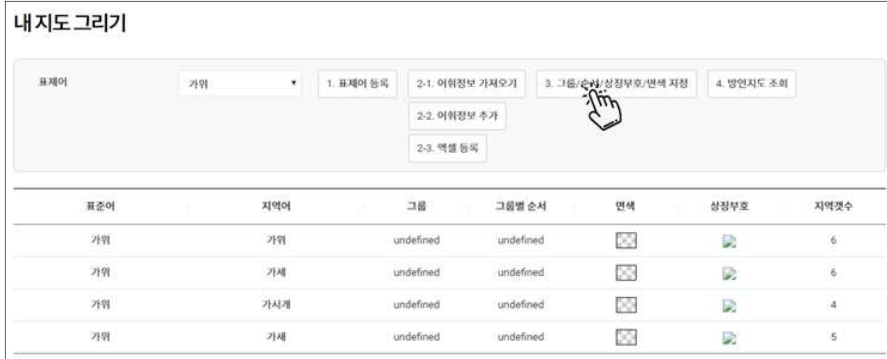 내 지도 그리기
표제어 가위 1. 표제어 등록 2-1. 어휘정보 가져오기 3. 그룹/순서/상징부호/면색 지정 4. 방언지도 조회
2-2. 어휘정보 추가
2-3. 엑셀 등록
표준어 지역어 그룹 그룹별 순서 면색 상징부호 지역갯수
가위 가위 undefined undefined 6
가위 가세 undefined undefined 6
가위 가시개 undefined undefined 4
가위 가새 undefined undefined 5